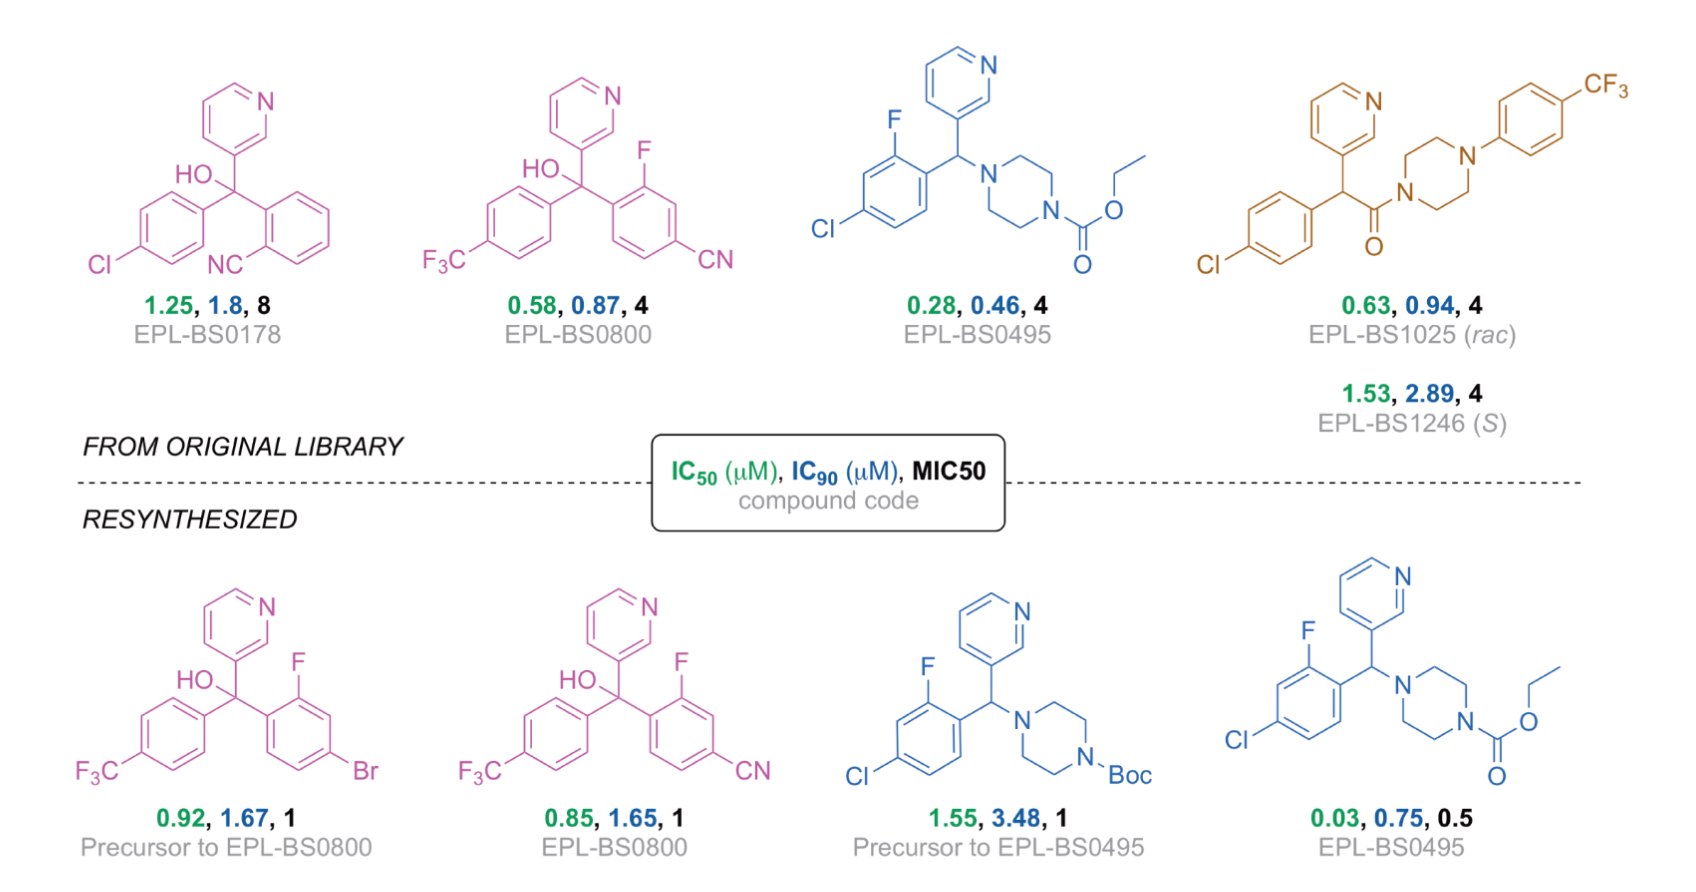 N
HO
Cl
NC
1.25, 1.8, 8
EPL-BS0178
N
F
HO
F₃C
CN
0.58, 0.87, 4
EPL-BS0800
N
F
N
Cl
N
O
O
0.28, 0.46, 4
EPL-BS0495
N
CF₃
N
N
O
Cl
0.63, 0.94, 4
EPL-BS1025 (rac)
1.53, 2.89, 4
EPL-BS1246 (S)
FROM ORIGINAL LIBRARY
IC₅₀ (μM), IC₉₀ (μM), MIC50
compound code
RESYNTHESIZED
N
F
HO
F₃C
Br
0.92, 1.67, 1
Precursor to EPL-BS0800
N
F
HO
F₃C
CN
0.85, 1.65, 1
EPL-BS0800
N
F
N
Cl
N
Boc
1.55, 3.48, 1
Precursor to EPL-BS0495
N
F
N
Cl
N
O
O
0.03, 0.75, 0.5
EPL-BS0495